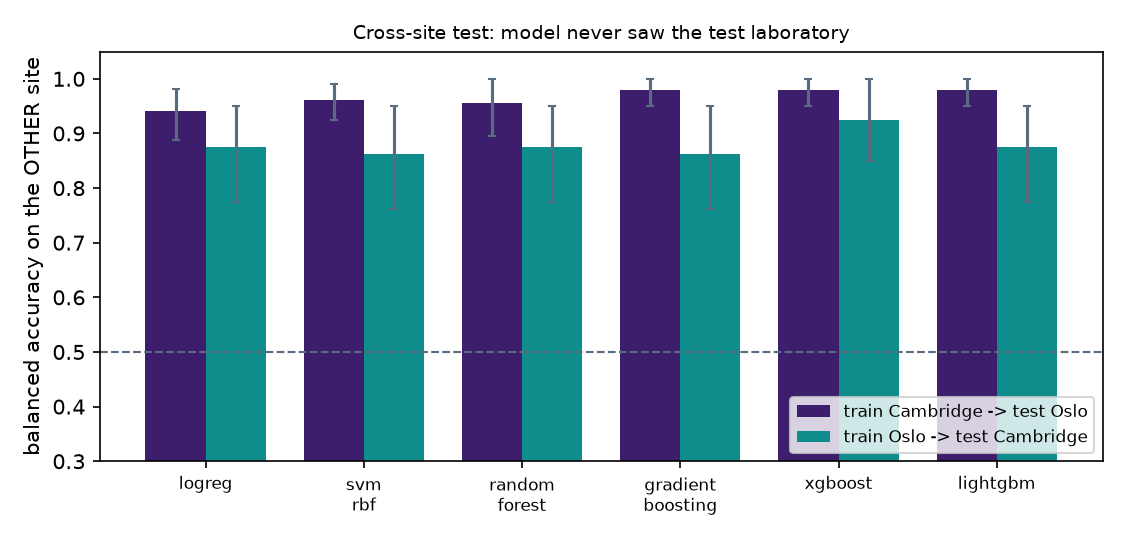 Cross-site test: model never saw the test laboratory
balanced accuracy on the OTHER site
1.0
0.9
0.8
0.7
0.6
0.5
0.4
0.3
train Cambridge -> test Oslo
train Oslo -> test Cambridge
logreg
svm
rbf
random
forest
gradient
boosting
xgboost
lightgbm